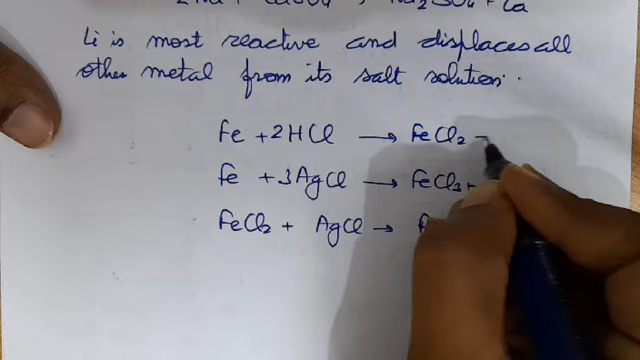 Li is most reactive and displaces all
other metal from its salt solution.
Fe + 2HCl → FeCl2 -
Fe + 3AgCl → FeCl3 +
FeCl2 + AgCl →